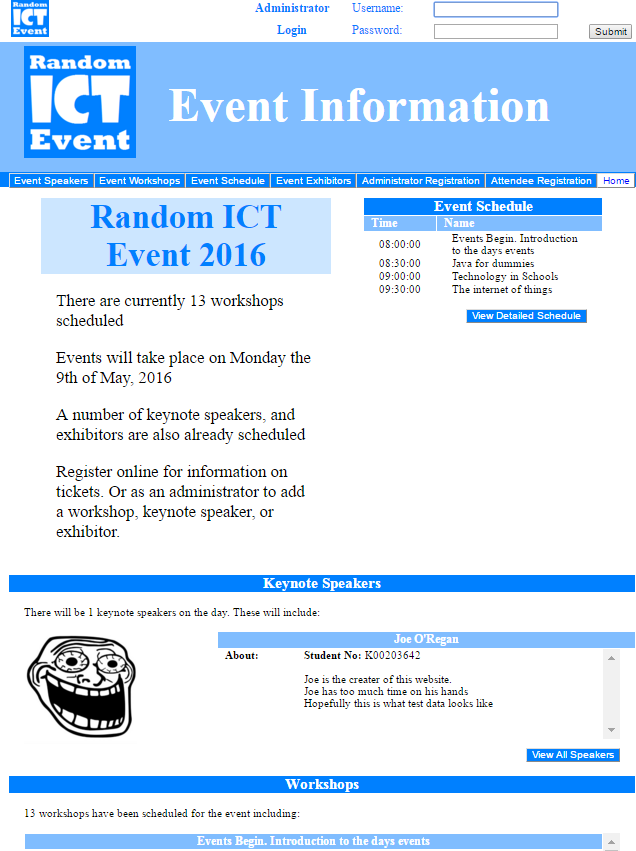 Random
ICT
Event
Administrator Username:
Login Password:
Submit
Random
ICT
Event
Event Information
Event Speakers Event Workshops Event Schedule Event Exhibitors Administrator Registration Attendee Registration Home
Random ICT
Event 2016
There are currently 13 workshops
scheduled
Events will take place on Monday the
9th of May, 2016
A number of keynote speakers, and
exhibitors are also already scheduled
Register online for information on
tickets. Or as an administrator to add
a workshop, keynote speaker, or
exhibitor.
Event Schedule
Time Name
08:00:00 Events Begin. Introduction
to the days events
08:30:00 Java for dummies
09:00:00 Technology in Schools
09:30:00 The internet of things
View Detailed Schedule
Keynote Speakers
There will be 1 keynote speakers on the day. These will include:
Joe O'Regan
About: Student No: K00203642
Joe is the creater of this website.
Joe has too much time on his hands
Hopefully this is what test data looks like
View All Speakers
Workshops
13 workshops have been scheduled for the event including:
Events Begin. Introduction to the days events